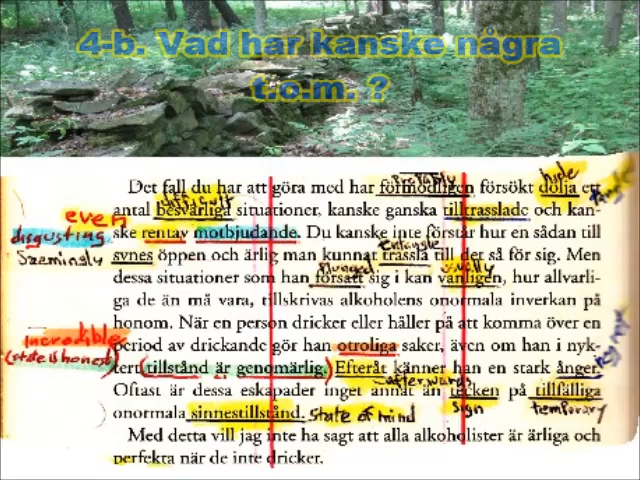 4-b. Vad har kanske några
t.o.m. ?
Det fall du har att göra med har förmodligen försökt dölja ett
antal besvärliga situationer, kanske ganska tilltrasslade och kan-
ske rentav motbjudande. Du kanske inte förstår hur en sådan till
synes öppen och ärlig man kunnat trassla till det så för sig. Men
dessa situationer som han försatt sig i kan vanligen, hur allvarli-
ga de än må vara, tillskrivas alkoholens onormala inverkan på
honom. När en person dricker eller håller på att komma över en
period av drickande gör han otroliga saker, även om han i nyk-
tert tillstånd är genomärlig. Efteråt känner han en stark ånger.
Oftast är dessa eskapader inget annat än tecken på tillfälliga
onormala sinnestillstånd.
Med detta vill jag inte ha sagt att alla alkoholister är ärliga och
perfekta när de inte dricker.
Probably
hide
difficult
even
disgusting
Szeminsly
Entangle
plunged
usually
incredible
(state is honest)
afterwards
sign
temporary
state of mind